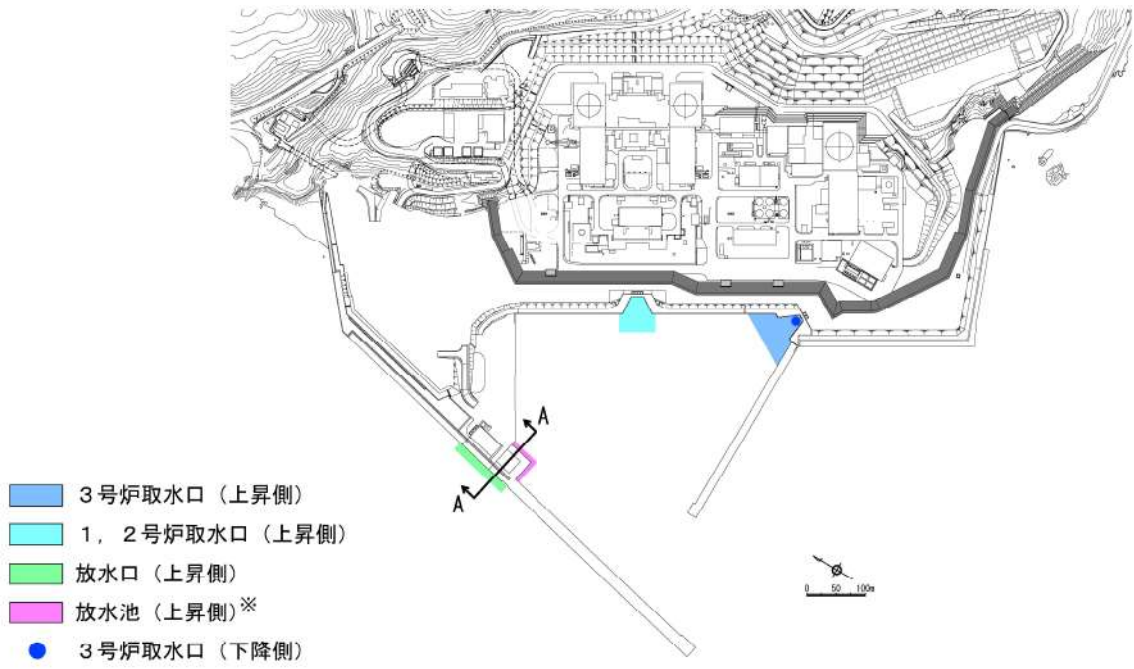 A
A
3号炉取水口(上昇側)
1,2号炉取水口(上昇側)
放水口(上昇側)
放水池(上昇側)※
3号炉取水口(下降側)
0 50 100m